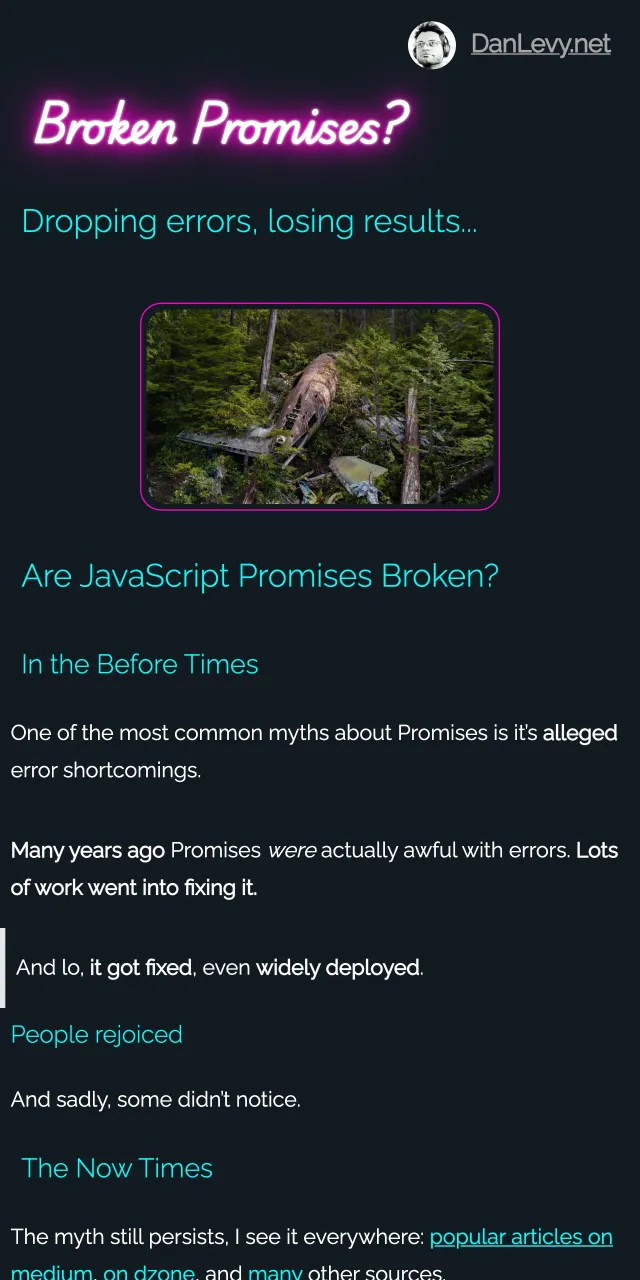 DanLevy.net
Broken Promises?
Dropping errors, losing results...
Are JavaScript Promises Broken?
In the Before Times
One of the most common myths about Promises is it's alleged
error shortcomings.
Many years ago Promises were actually awful with errors. Lots
of work went into fixing it.
And lo, it got fixed, even widely deployed.
People rejoiced
And sadly, some didn't notice.
The Now Times
The myth still persists, I see it everywhere: popular articles on
medium, on dzone, and many other sources.